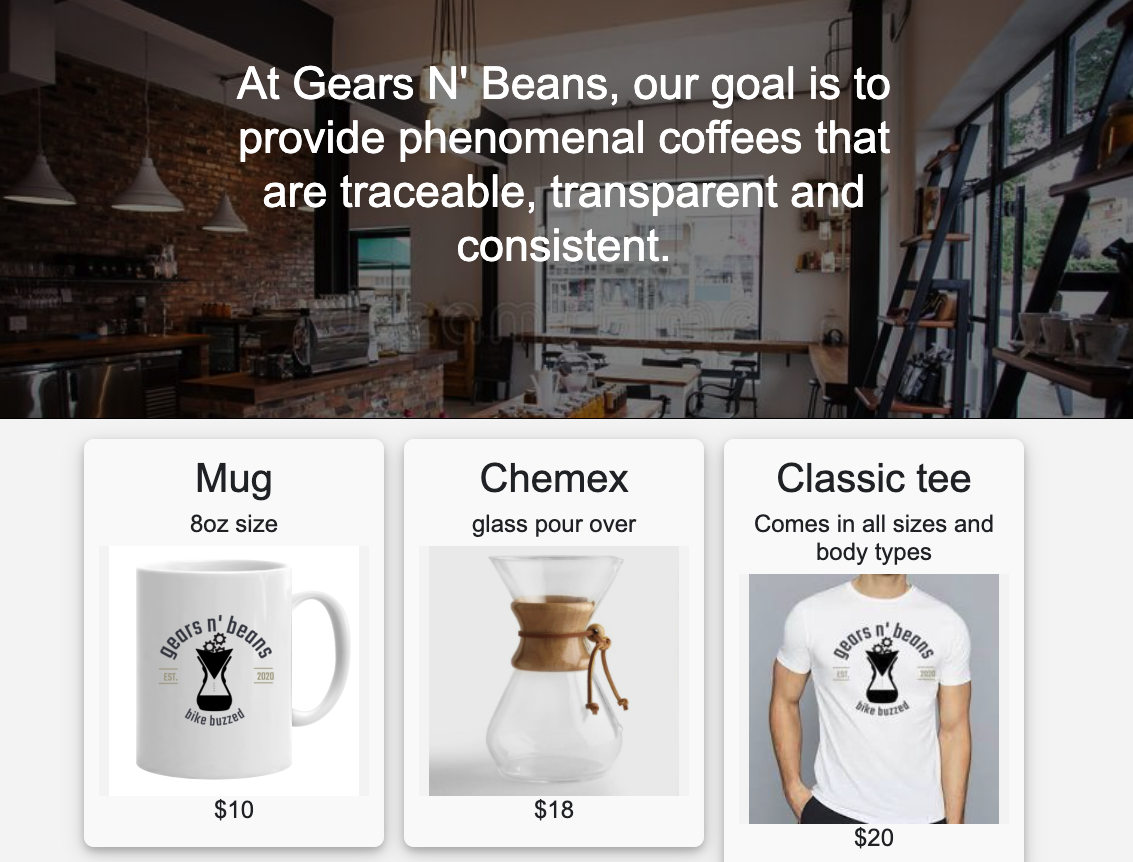 At Gears N' Beans, our goal is to
provide phenomenal coffees that
are traceable, transparent and
consistent.
Mug
8oz size
gears n' beans
EST. 2020
bike buzzed
$10
Chemex
glass pour over
$18
Classic tee
Comes in all sizes and
body types
gears n' beans
EST. 2020
bike buzzed
$20